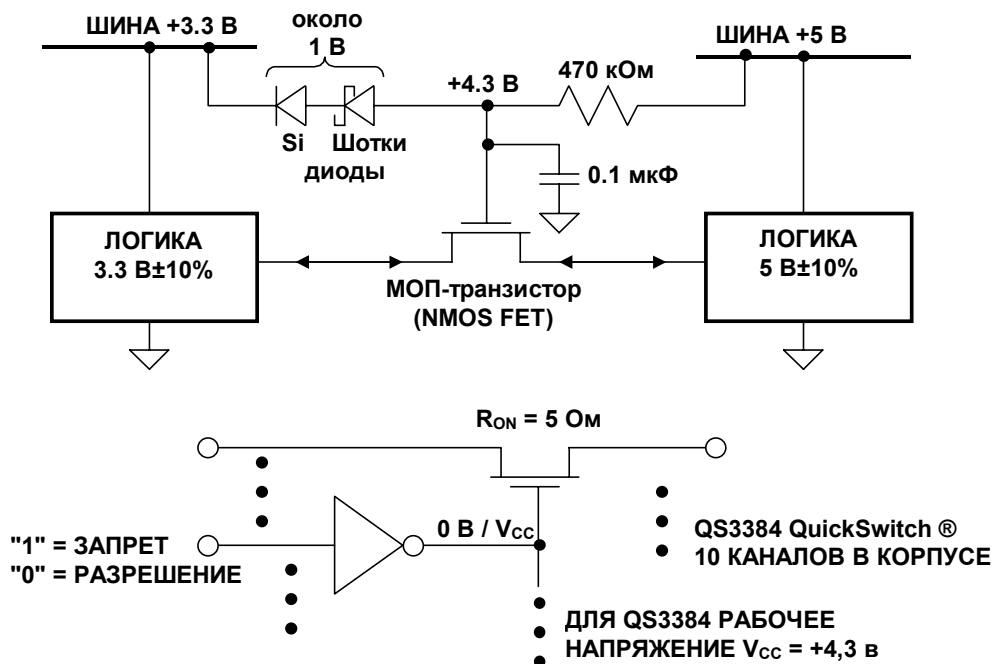 ШИНА +3.3 В
около
1 В
ШИНА +5 В
+4.3 В
470 кОм
Si
Шотки
диоды
0.1 мкФ
ЛОГИКА
3.3 В±10%
ЛОГИКА
5 В±10%
МОП-транзистор
(NMOS FET)
RON = 5 Ом
"1" = ЗАПРЕТ
"0" = РАЗРЕШЕНИЕ
0 В / VCC
QS3384 QuickSwitch ®
10 КАНАЛОВ В КОРПУСЕ
ДЛЯ QS3384 РАБОЧЕЕ
НАПРЯЖЕНИЕ VCC = +4,3 в